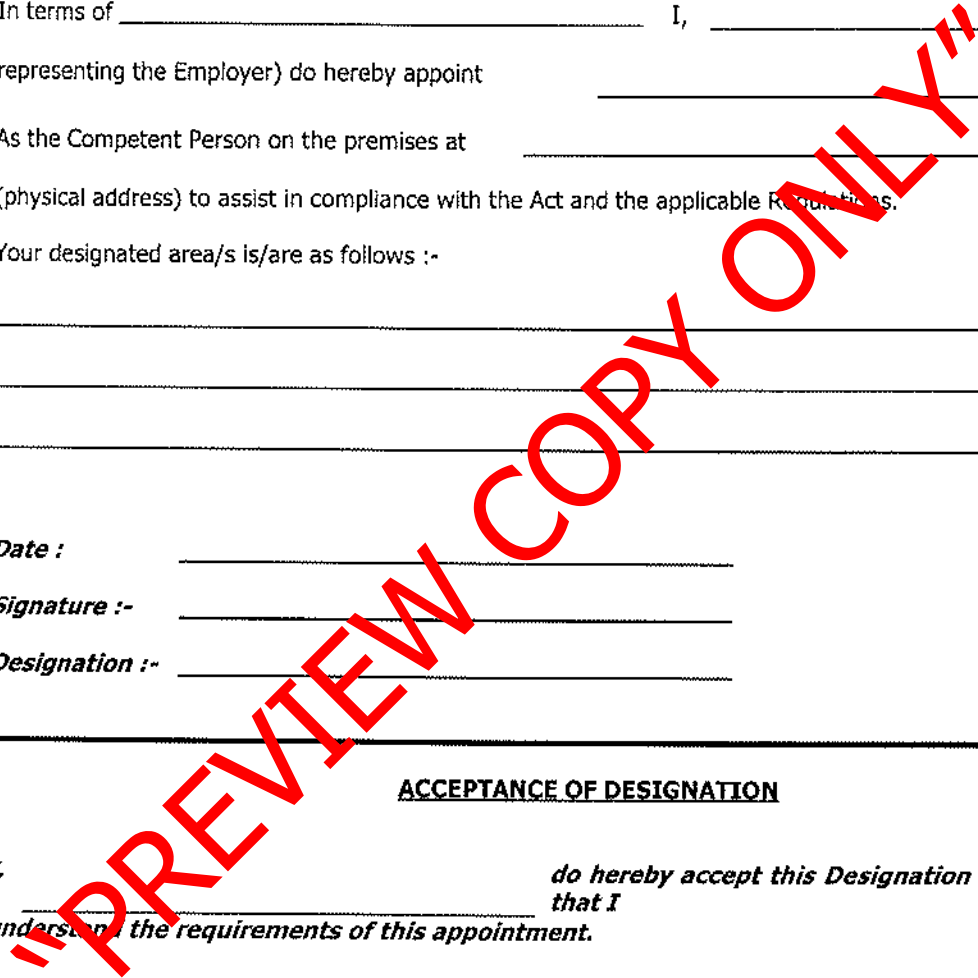 In terms of I,
representing the Employer) do hereby appoint
As the Competent Person on the premises at
(physical address) to assist in compliance with the Act and the applicable Regulations.
Your designated area/s is/are as follows :-
Date :
Signature :-
Designation :-
ACCEPTANCE OF DESIGNATION
do hereby accept this Designation
that I
understand the requirements of this appointment.
"PREVIEW COPY ONLY"